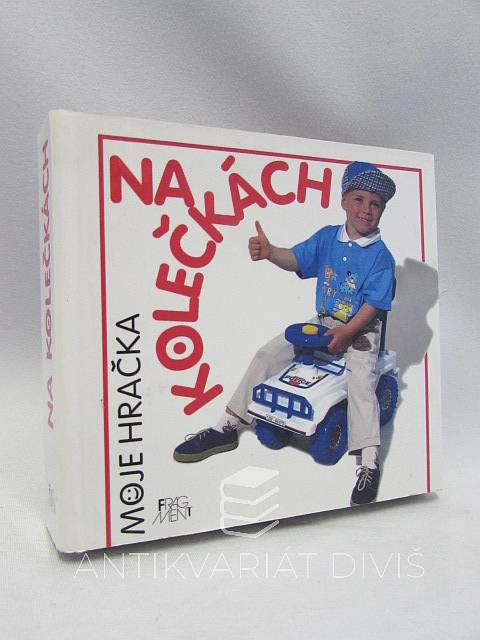 NA KOLEČKÁCH
NA
KOLEČKÁCH
MOJE HRAČKA
FRAG
MENT
ANTIKVARIÁT DIVIŠ